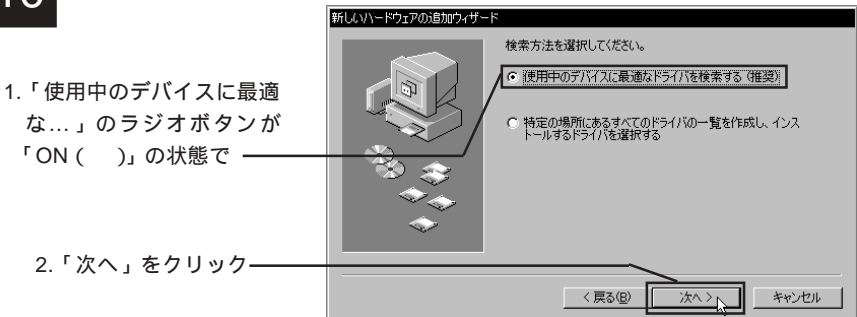 1.「使用中のデバイスに最適
な...」のラジオボタンが
「ON (　)」の状態で
2.「次へ」をクリック
新しいハードウェアの追加ウィザード
検索方法を選択してください。
使用中のデバイスに最適なドライバを検索する (推奨)
特定の場所にあるすべてのドライバの一覧を作成し、インス
トールするドライバを選択する
< 戻る(B)
次へ >
キャンセル